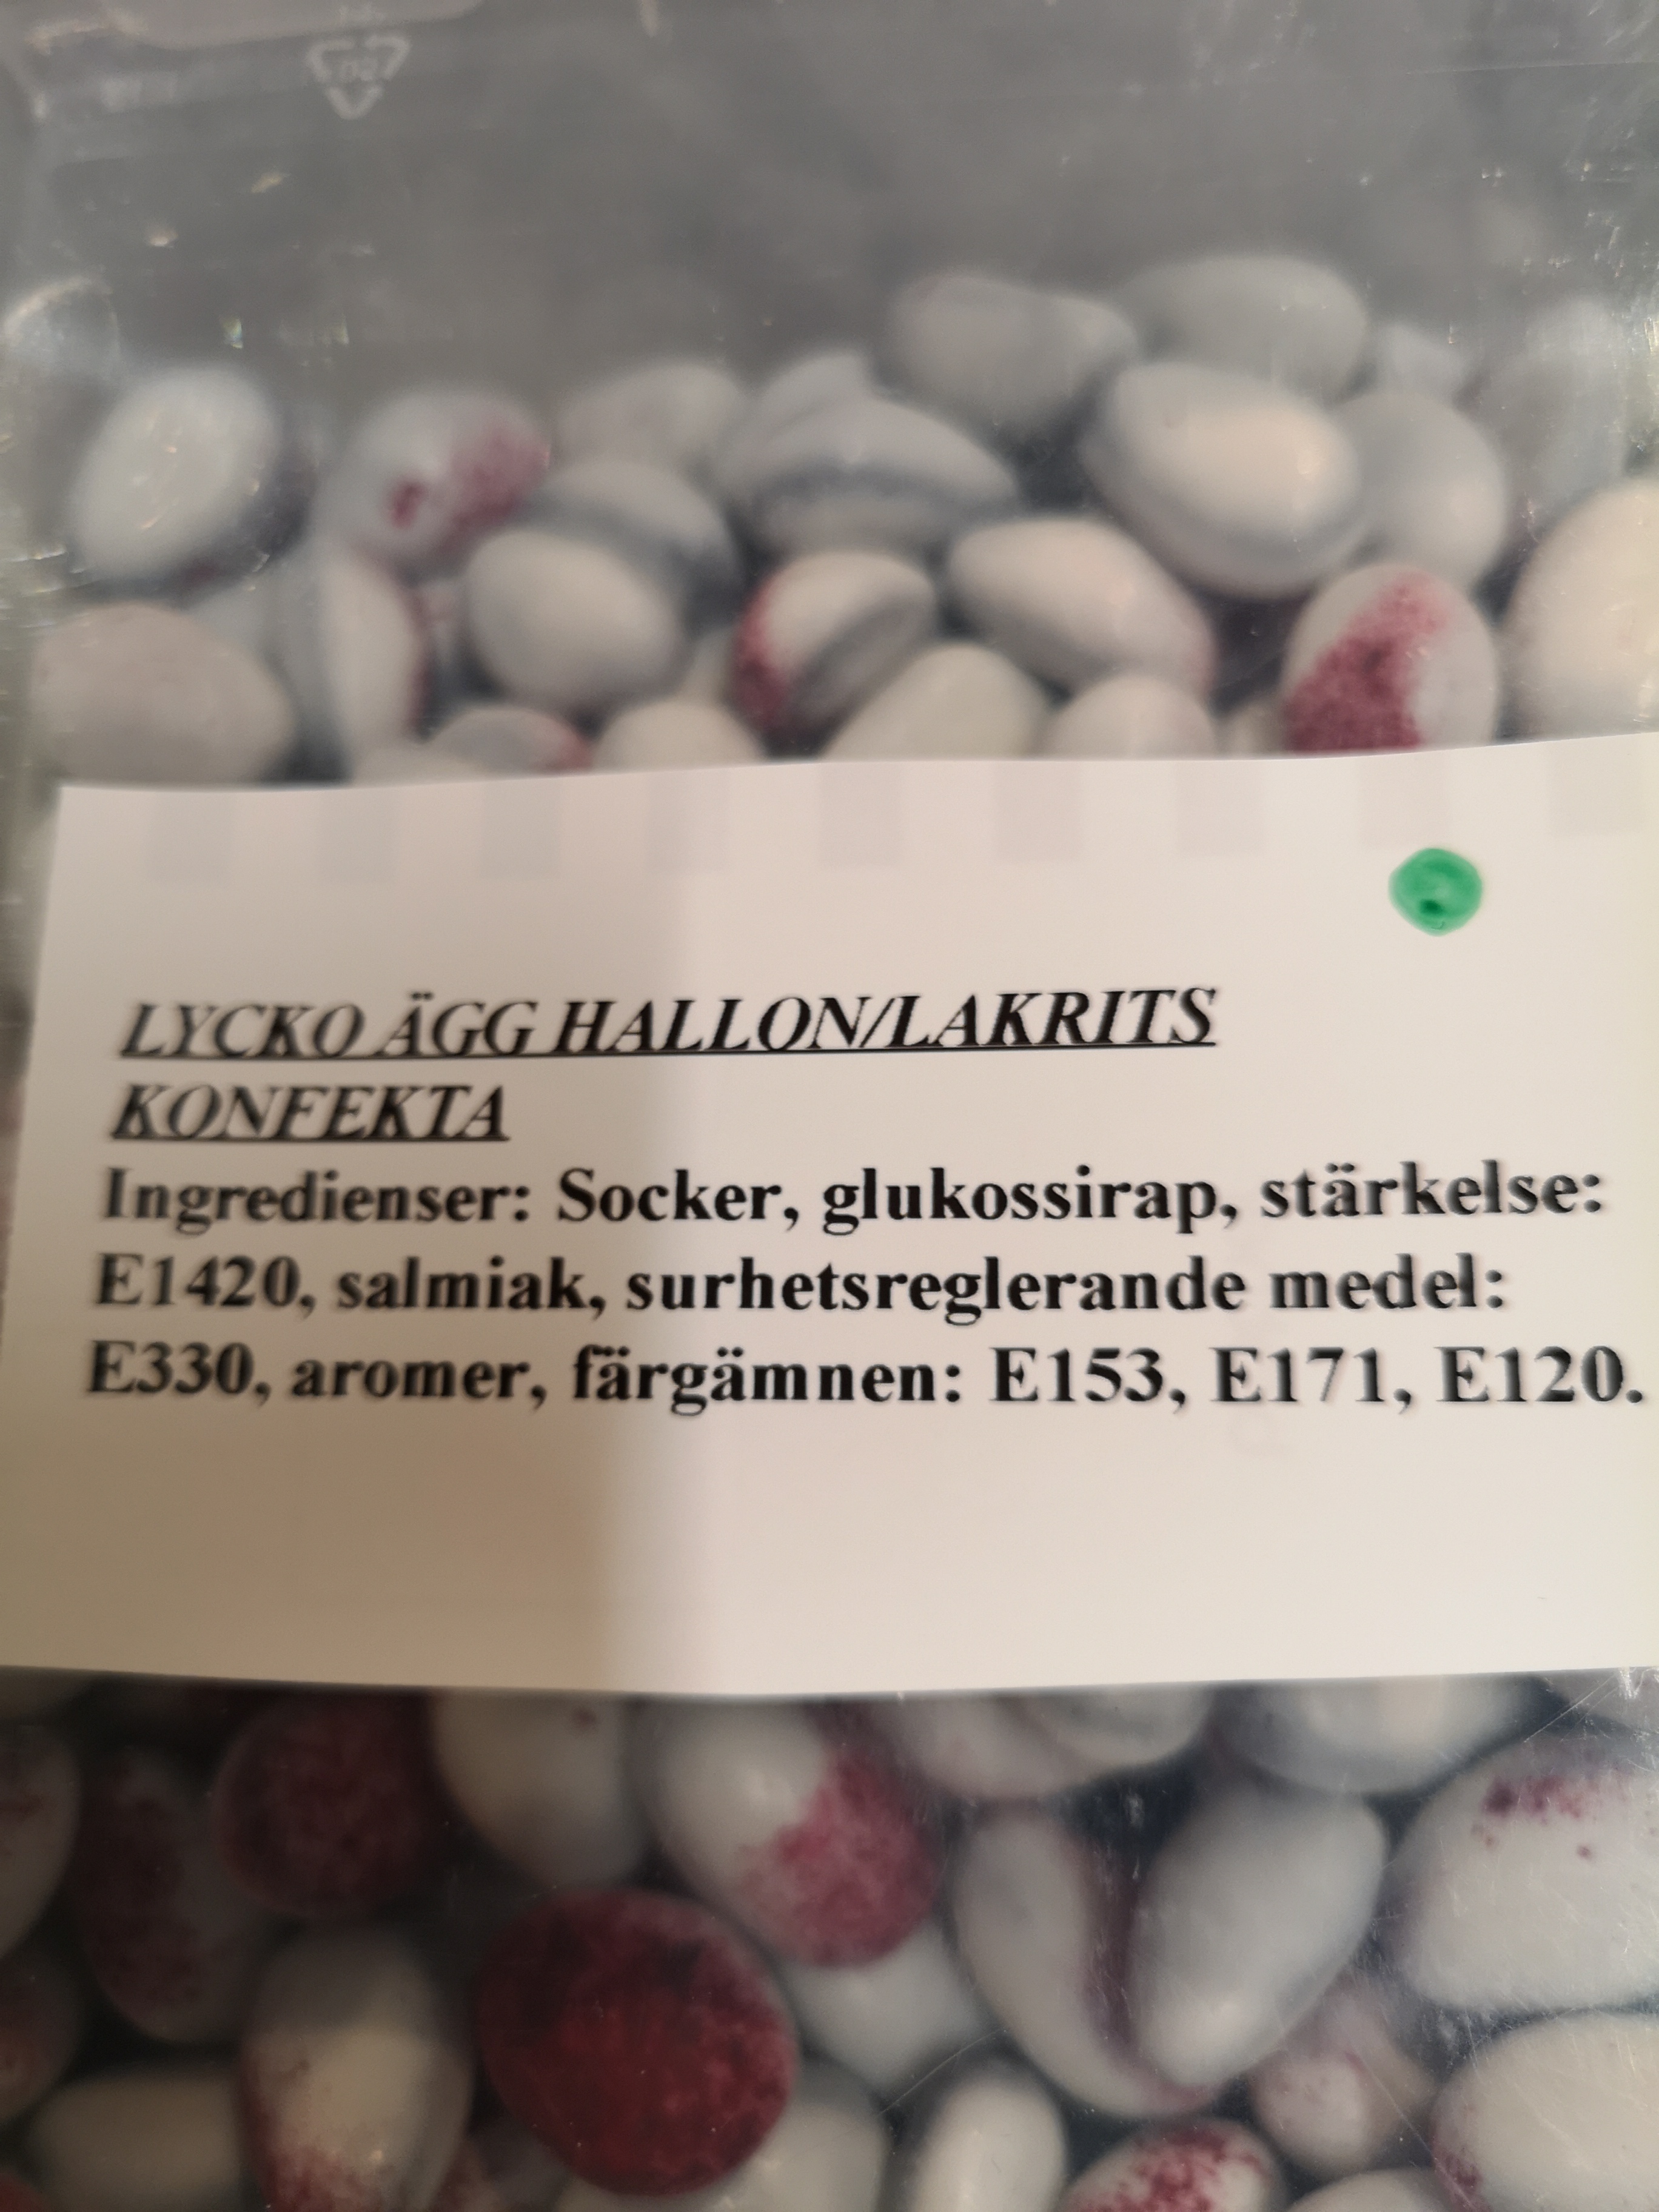 LYCKO ÄGG HALLON/LAKRITS
KONFEKTA
Ingredienser: Socker, glukossirap, stärkelse:
E1420, salmiak, surhetsreglerande medel:
E330, aromer, färgämnen: E153, E171, E120.